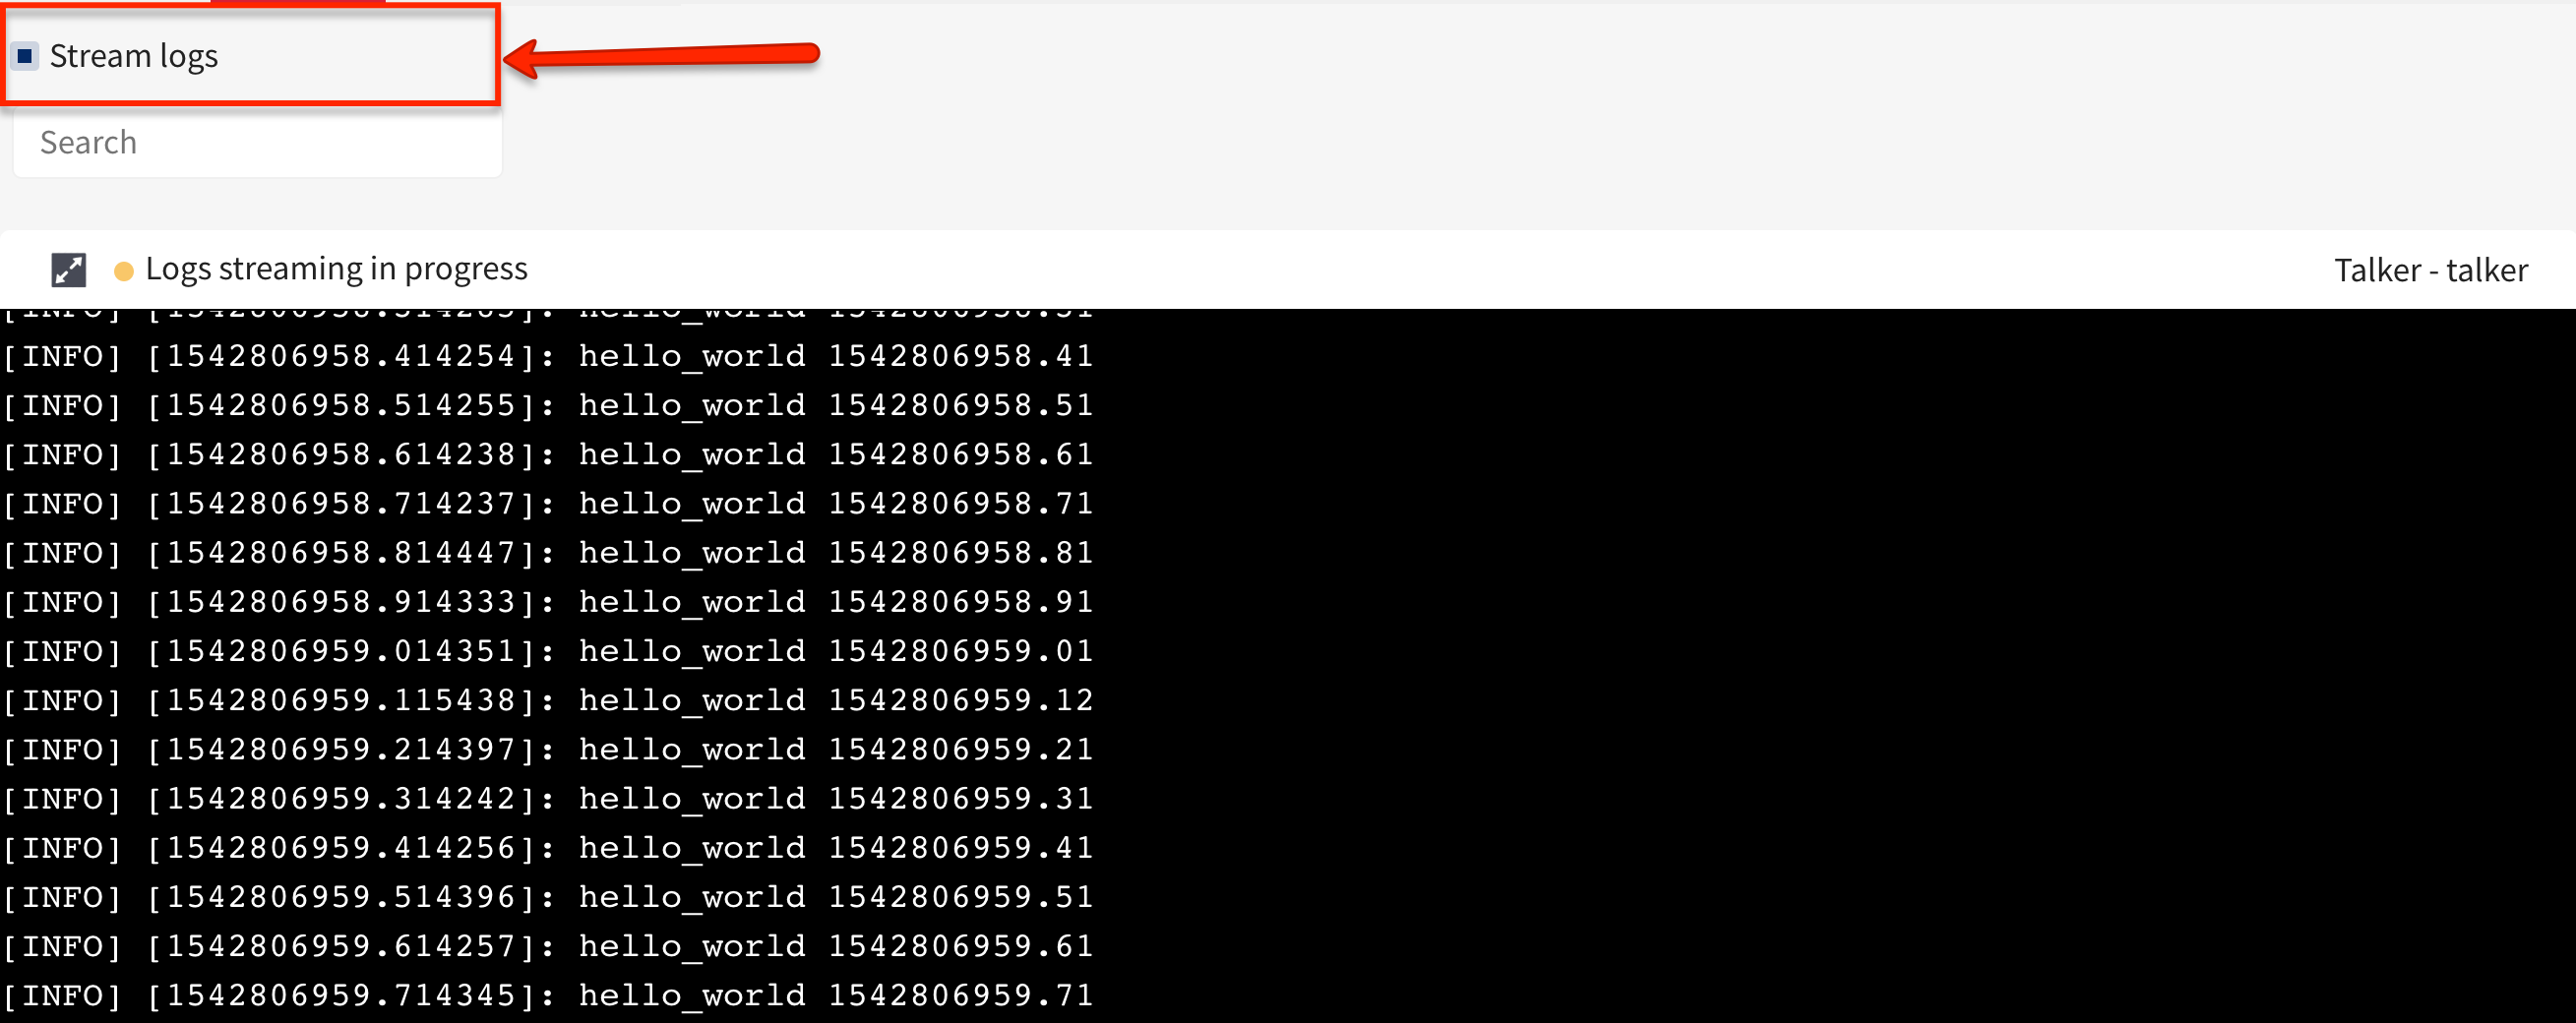 Stream logs
Search
Logs streaming in progress
Talker - talker
[INFO] [1542806958.414254]: hello_world 1542806958.41
[INFO] [1542806958.514255]: hello_world 1542806958.51
[INFO] [1542806958.614238]: hello_world 1542806958.61
[INFO] [1542806958.714237]: hello_world 1542806958.71
[INFO] [1542806958.814447]: hello_world 1542806958.81
[INFO] [1542806958.914333]: hello_world 1542806958.91
[INFO] [1542806959.014351]: hello_world 1542806959.01
[INFO] [1542806959.115438]: hello_world 1542806959.12
[INFO] [1542806959.214397]: hello_world 1542806959.21
[INFO] [1542806959.314242]: hello_world 1542806959.31
[INFO] [1542806959.414256]: hello_world 1542806959.41
[INFO] [1542806959.514396]: hello_world 1542806959.51
[INFO] [1542806959.614257]: hello_world 1542806959.61
[INFO] [1542806959.714345]: hello_world 1542806959.71